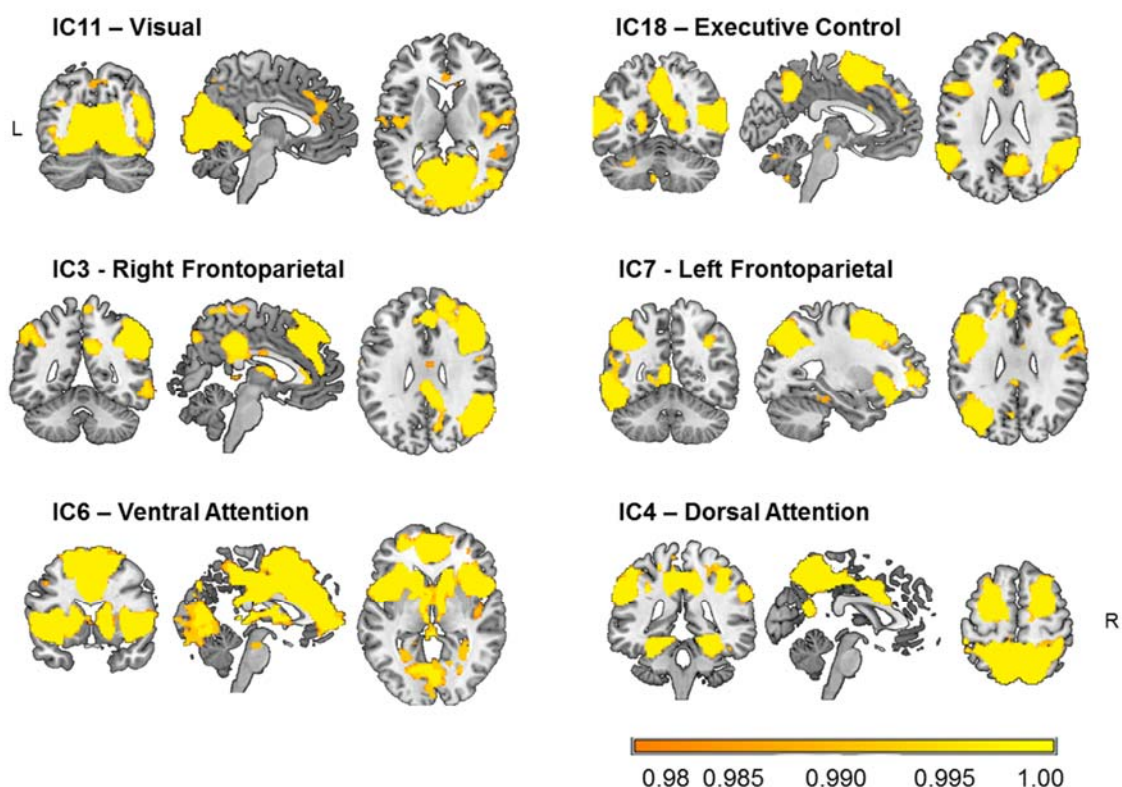 IC11 – Visual
IC18 – Executive Control
L
IC3 - Right Frontoparietal
IC7 - Left Frontoparietal
IC6 – Ventral Attention
IC4 – Dorsal Attention
R
0.98 0.985 0.990 0.995 1.00